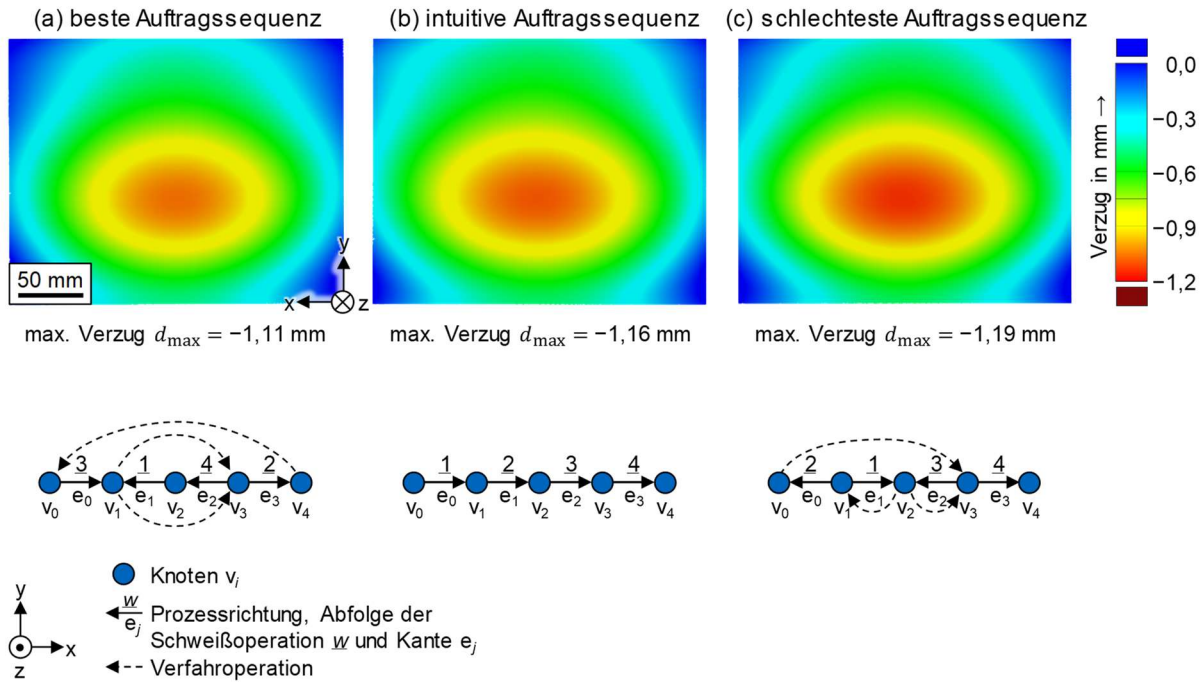 (a) beste Auftragssequenz
(b) intuitive Auftragssequenz
(c) schlechteste Auftragssequenz
50 mm
y
x
z
0,0
−0,3
−0,6
−0,9
−1,2
Verzug in mm →
max. Verzug dmax = −1,11 mm
max. Verzug dmax = −1,16 mm
max. Verzug dmax = −1,19 mm
3 1 4 2
e0 e1 e2 e3
v0 v1 v2 v3 v4
1 2 3 4
e0 e1 e2 e3
v0 v1 v2 v3 v4
2 1 3 4
e0 e1 e2 e3
v0 v1 v2 v3 v4
y
x
z
Knoten vi
w
ej
Prozessrichtung, Abfolge der
Schweißoperation w und Kante ej
Verfahroperation